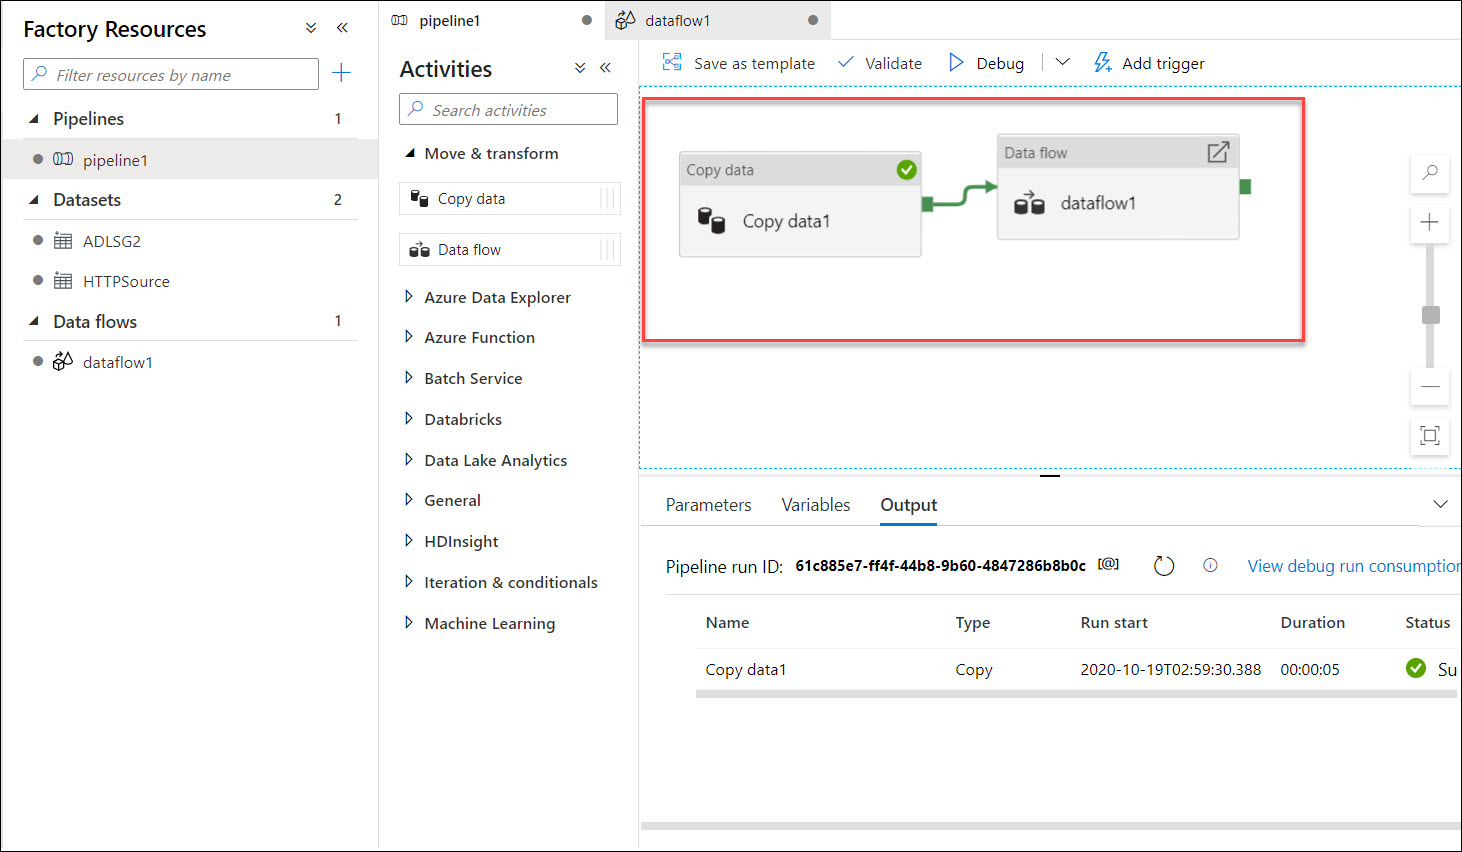 Factory Resources
Filter resources by name
Pipelines 1
pipeline1
Datasets 2
ADLSG2
HTTPSource
Data flows 1
dataflow1
pipeline1
dataflow1
Activities
Search activities
Move & transform
Copy data
Data flow
Azure Data Explorer
Azure Function
Batch Service
Databricks
Data Lake Analytics
General
HDInsight
Iteration & conditionals
Machine Learning
Save as template Validate Debug Add trigger
Copy data
Copy data1
Data flow
dataflow1
Parameters Variables Output
Pipeline run ID: 61c885e7-ff4f-44b8-9b60-4847286b8b0c [@] View debug run consumption
Name Type Run start Duration Status
Copy data1 Copy 2020-10-19T02:59:30.388 00:00:05 Su